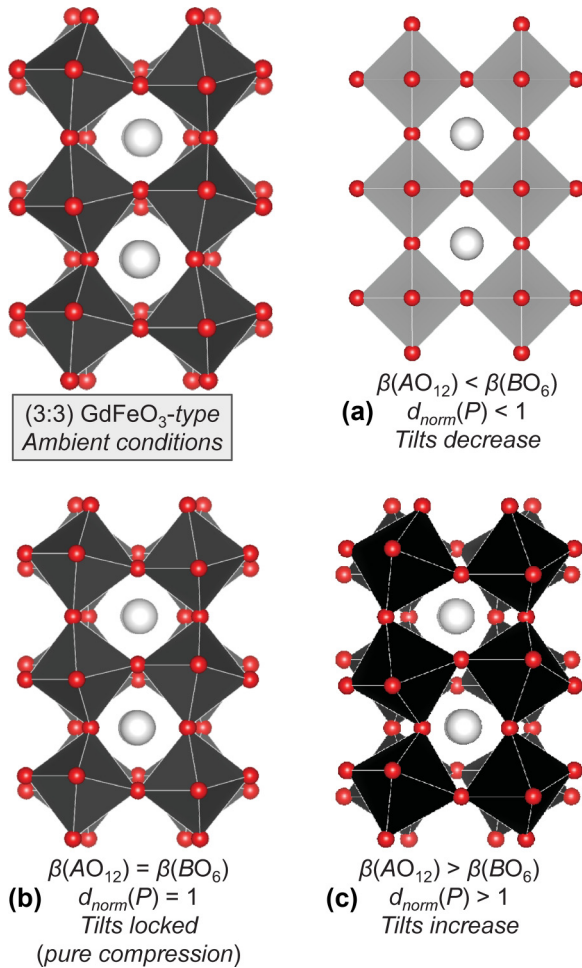 (3:3) GdFeO₃-type
Ambient conditions
β(AO₁₂) < β(BO₆)
(a) dₙₒᵣₘ(P) < 1
Tilts decrease
β(AO₁₂) = β(BO₆)
(b) dₙₒᵣₘ(P) = 1
Tilts locked
(pure compression)
β(AO₁₂) > β(BO₆)
(c) dₙₒᵣₘ(P) > 1
Tilts increase